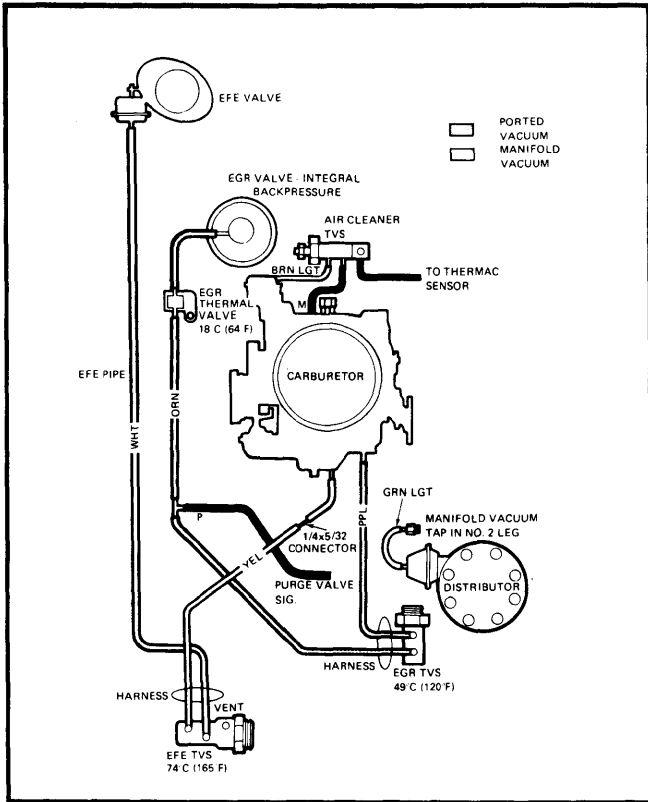 EFE VALVE
PORTED
VACUUM
MANIFOLD
VACUUM
EGR VALVE - INTEGRAL
BACKPRESSURE
AIR CLEANER
TVS
BRN LGT
TO THERMAC
SENSOR
M
EGR
THERMAL
VALVE
18 C (64 F)
EFE PIPE
CARBURETOR
WHT
ORN
PPL
GRN LGT
P
MANIFOLD VACUUM
TAP IN NO. 2 LEG
1/4x5/32
CONNECTOR
YEL
PURGE VALVE
SIG.
DISTRIBUTOR
HARNESS
EGR TVS
49°C (120°F)
HARNESS
VENT
EFE TVS
74°C (165 F)